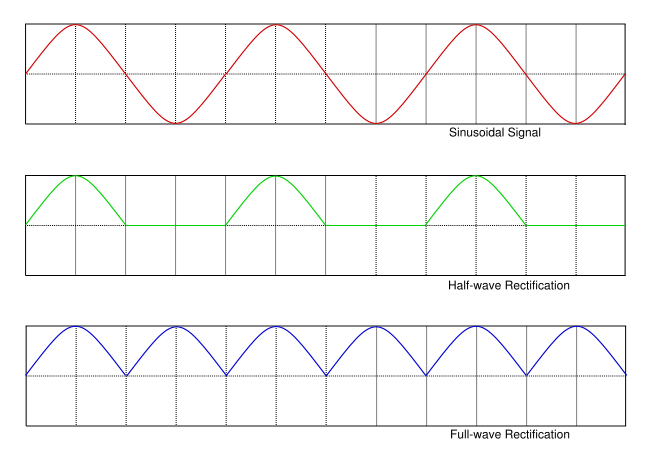 Sinusoidal Signal
Half-wave Rectification
Full-wave Rectification